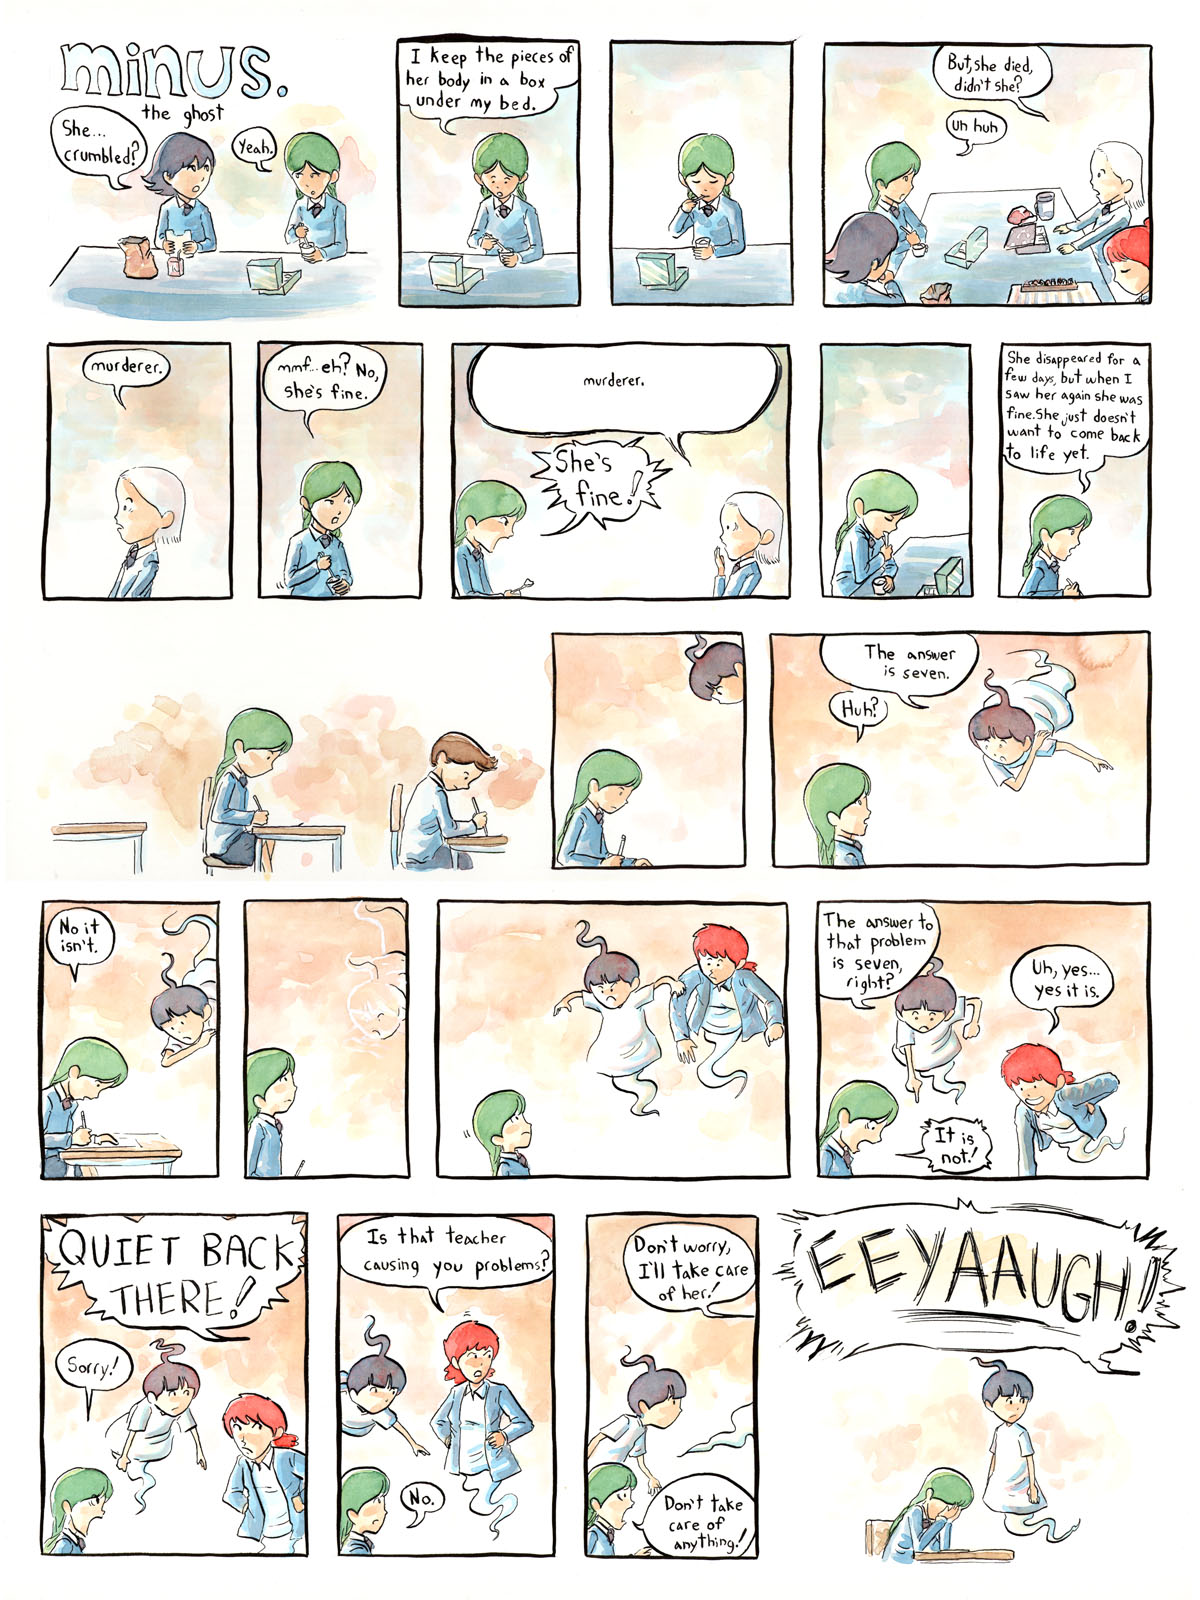 minus.
the ghost
She...
crumbled?
Yeah.
I keep the pieces of
her body in a box
under my bed.
But, she died,
didn't she?
Uh huh
murderer.
mmf... eh? No,
she's fine.
murderer.
She's
fine!
She disappeared for a
few days, but when I
saw her again she was
fine. She just doesn't
want to come back
to life yet.
The answer
is seven.
Huh?
No it
isn't.
The answer to
that problem
is seven,
right?
Uh, yes...
yes it is.
It is
not!
QUIET BACK
THERE!
Sorry!
Is that teacher
causing you problems?
No.
Don't worry,
I'll take care
of her!
Don't take
care of
anything!
EEYAAUGH!